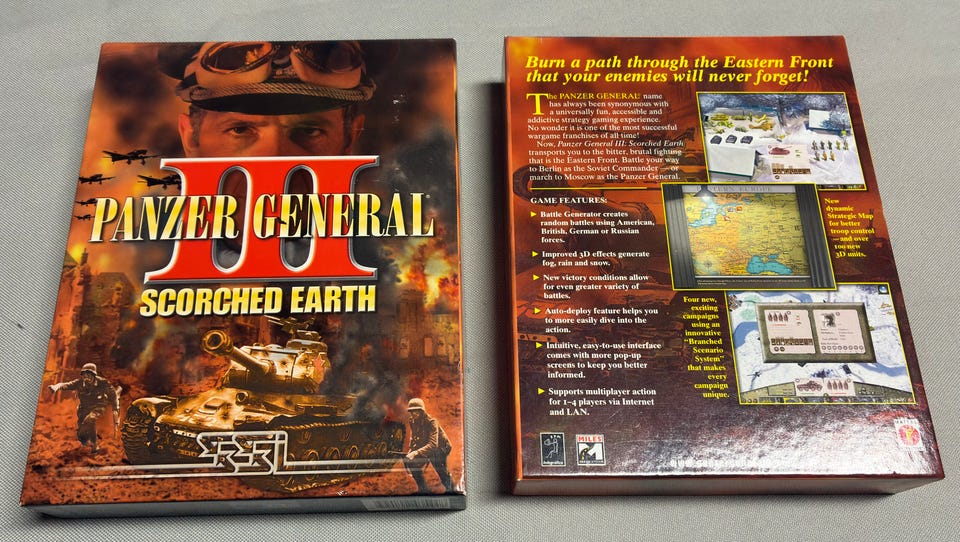 III
PANZER GENERAL
SCORCHED EARTH
SSI
Burn a path through the Eastern Front
that your enemies will never forget!
The PANZER GENERAL® name
has always been synonymous with
a universally fun, accessible and
addictive strategy gaming experience.
No wonder it is one of the most successful
wargame franchises of all time!
Now, Panzer General III: Scorched Earth
transports you to the bitter, brutal fighting
that is the Eastern Front. Battle your way
to Berlin as the Soviet Commander — or
march to Moscow as the Panzer General.
GAME FEATURES:
Battle Generator creates
random battles using American,
British, German or Russian
forces.
Improved 3D effects generate
fog, rain and snow.
New victory conditions allow
for even greater variety of
battles.
Auto-deploy feature helps you
to more easily dive into the
action.
Intuitive, easy-to-use interface
comes with more pop-up
screens to keep you better
informed.
Supports multiplayer action
for 1–4 players via Internet
and LAN.
New
dynamic
Strategic Map
for better
troop control
— and over
100 new
3D units.
Four new,
exciting
campaigns
using an
innovative
"Branched
Scenario
System"
that makes
every
campaign
unique.
MILES